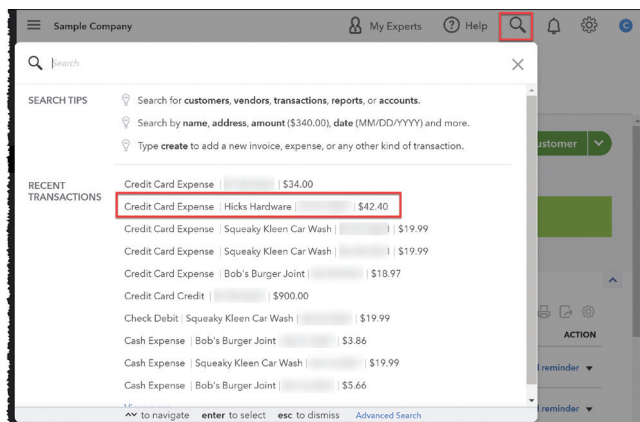 Sample Company My Experts Help C
Search
SEARCH TIPS
Search for customers, vendors, transactions, reports, or accounts.
Search by name, address, amount ($340.00), date (MM/DD/YYYY) and more.
Type create to add a new invoice, expense, or any other kind of transaction.
RECENT TRANSACTIONS
Credit Card Expense | | $34.00
Credit Card Expense | Hicks Hardware | | $42.40
Credit Card Expense | Squeaky Kleen Car Wash | | $19.99
Credit Card Expense | Squeaky Kleen Car Wash | | $19.99
Credit Card Expense | Bob's Burger Joint | | $18.97
Credit Card Credit | | $900.00
Check Debit | Squeaky Kleen Car Wash | | $19.99
Cash Expense | Bob's Burger Joint | $3.86
Cash Expense | Squeaky Kleen Car Wash | | $19.99
Cash Expense | Bob's Burger Joint | | $5.66
to navigate enter to select esc to dismiss Advanced Search
ustomer
ACTION
reminder
reminder